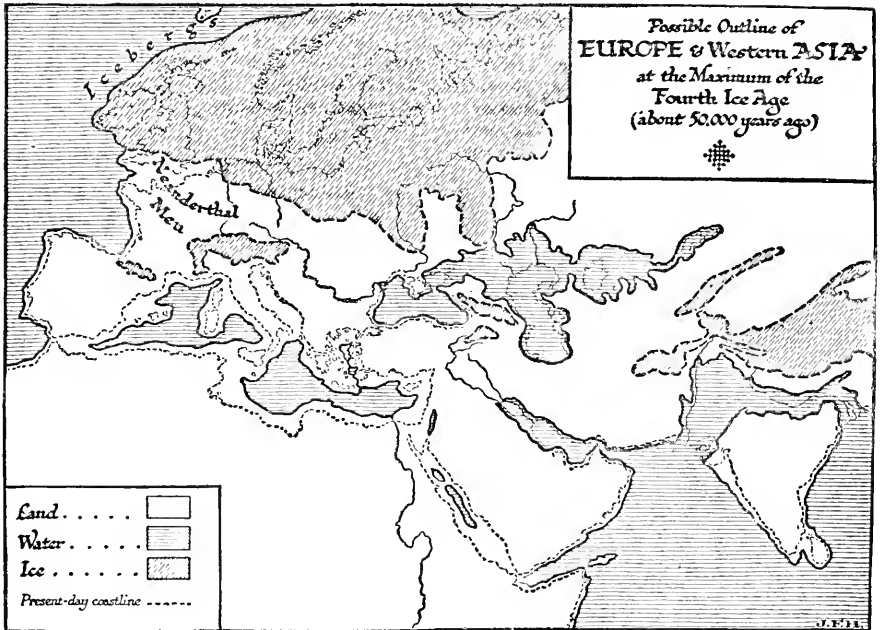 Possible Outline of
EUROPE & Western ASIA
at the Maximum of the
Fourth Ice Age
(about 50,000 years ago)
Icebergs
Neanderthal
Men
Land . . . . .
Water . . . . .
Ice . . . . . .
Present-day coastline
J.F.H.